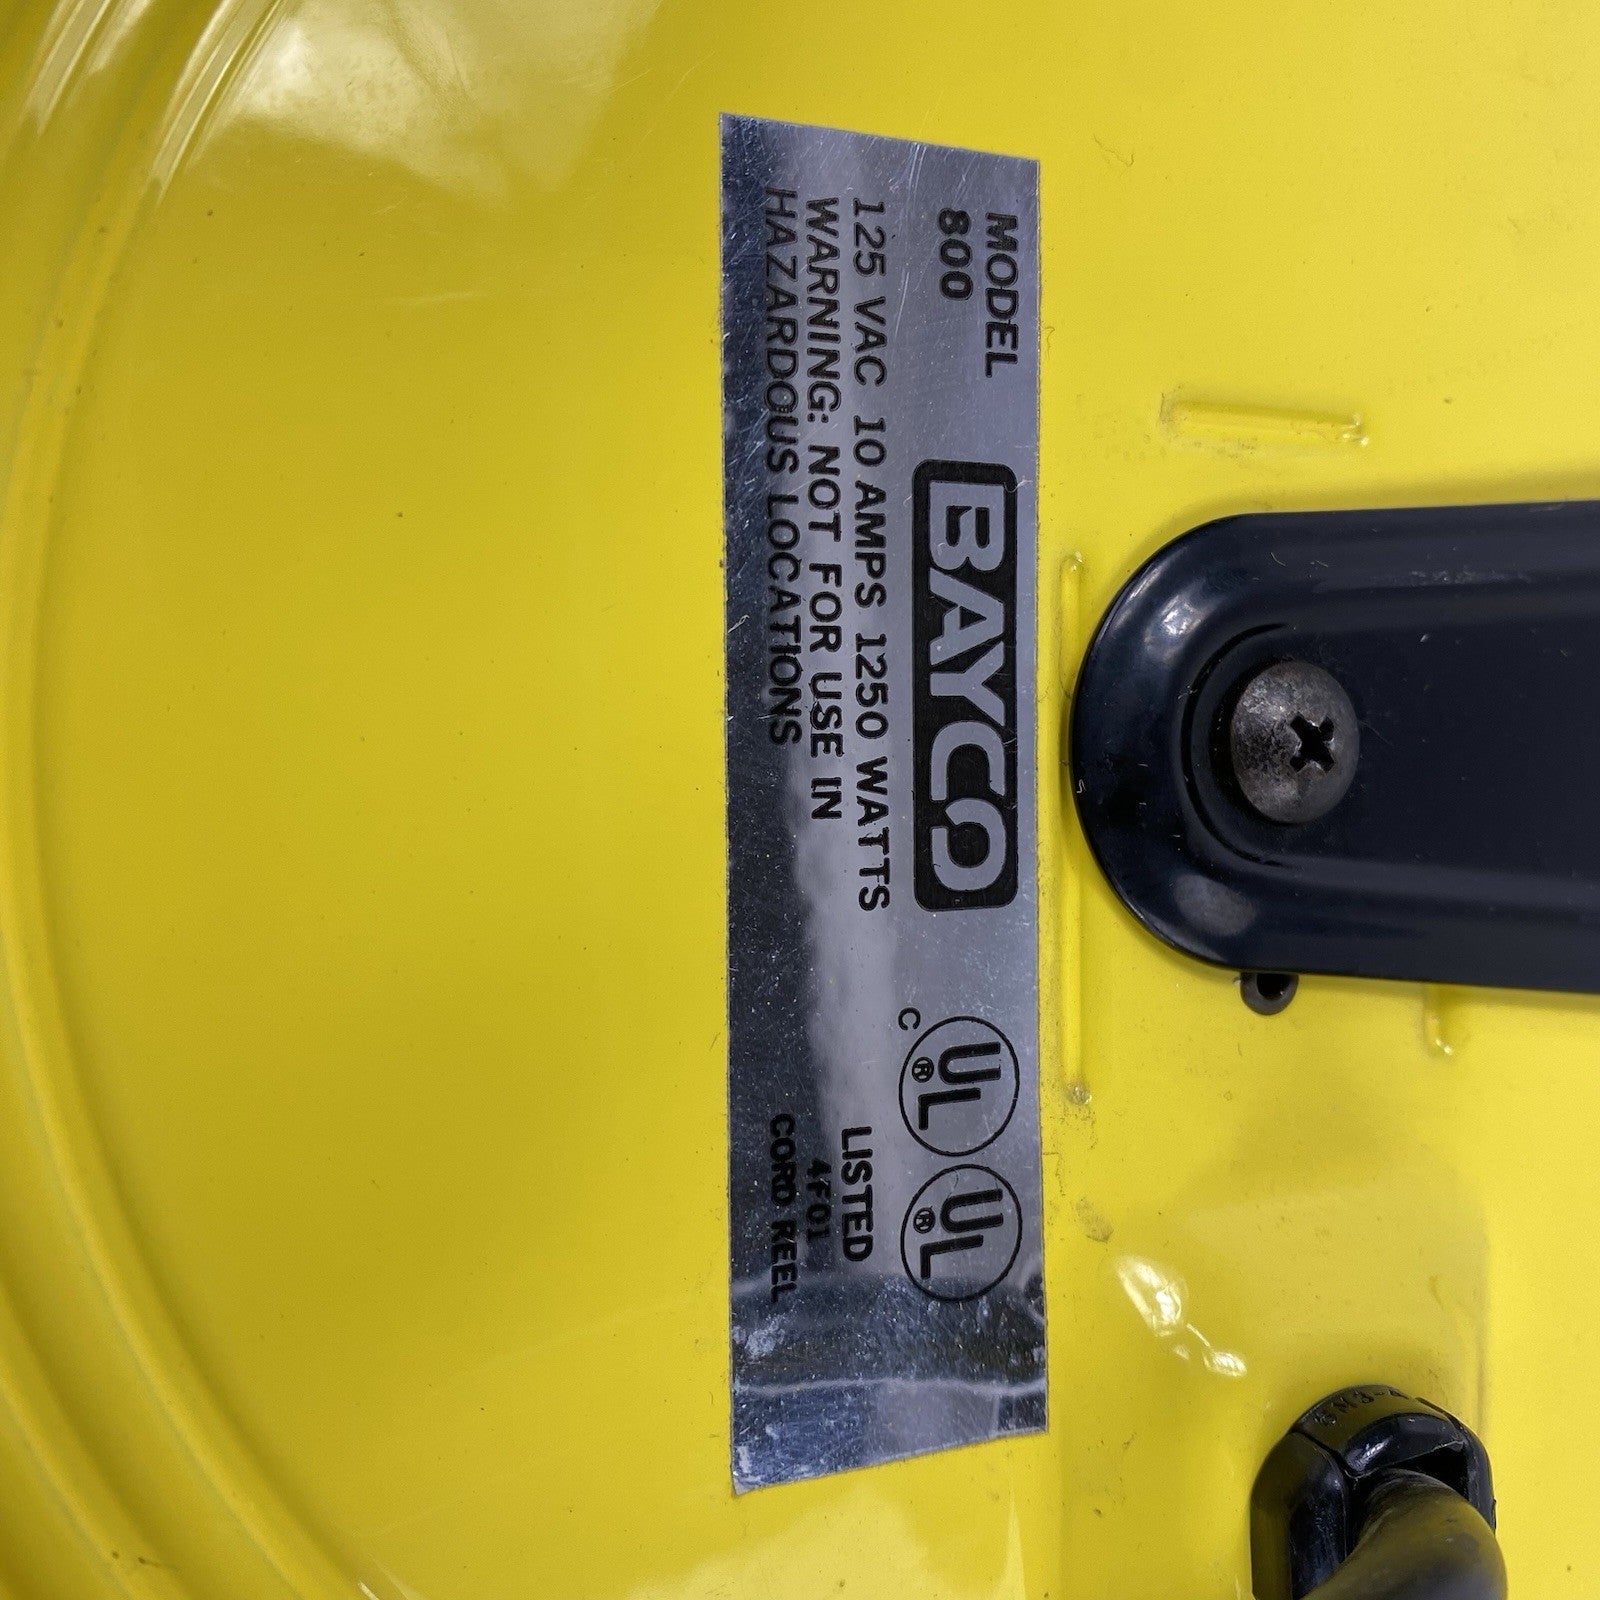 MODEL
800
BAYCO
125 VAC 10 AMPS 1250 WATTS
WARNING: NOT FOR USE IN
HAZARDOUS LOCATIONS
C UL® UL®
LISTED
4F01
CORD REEL